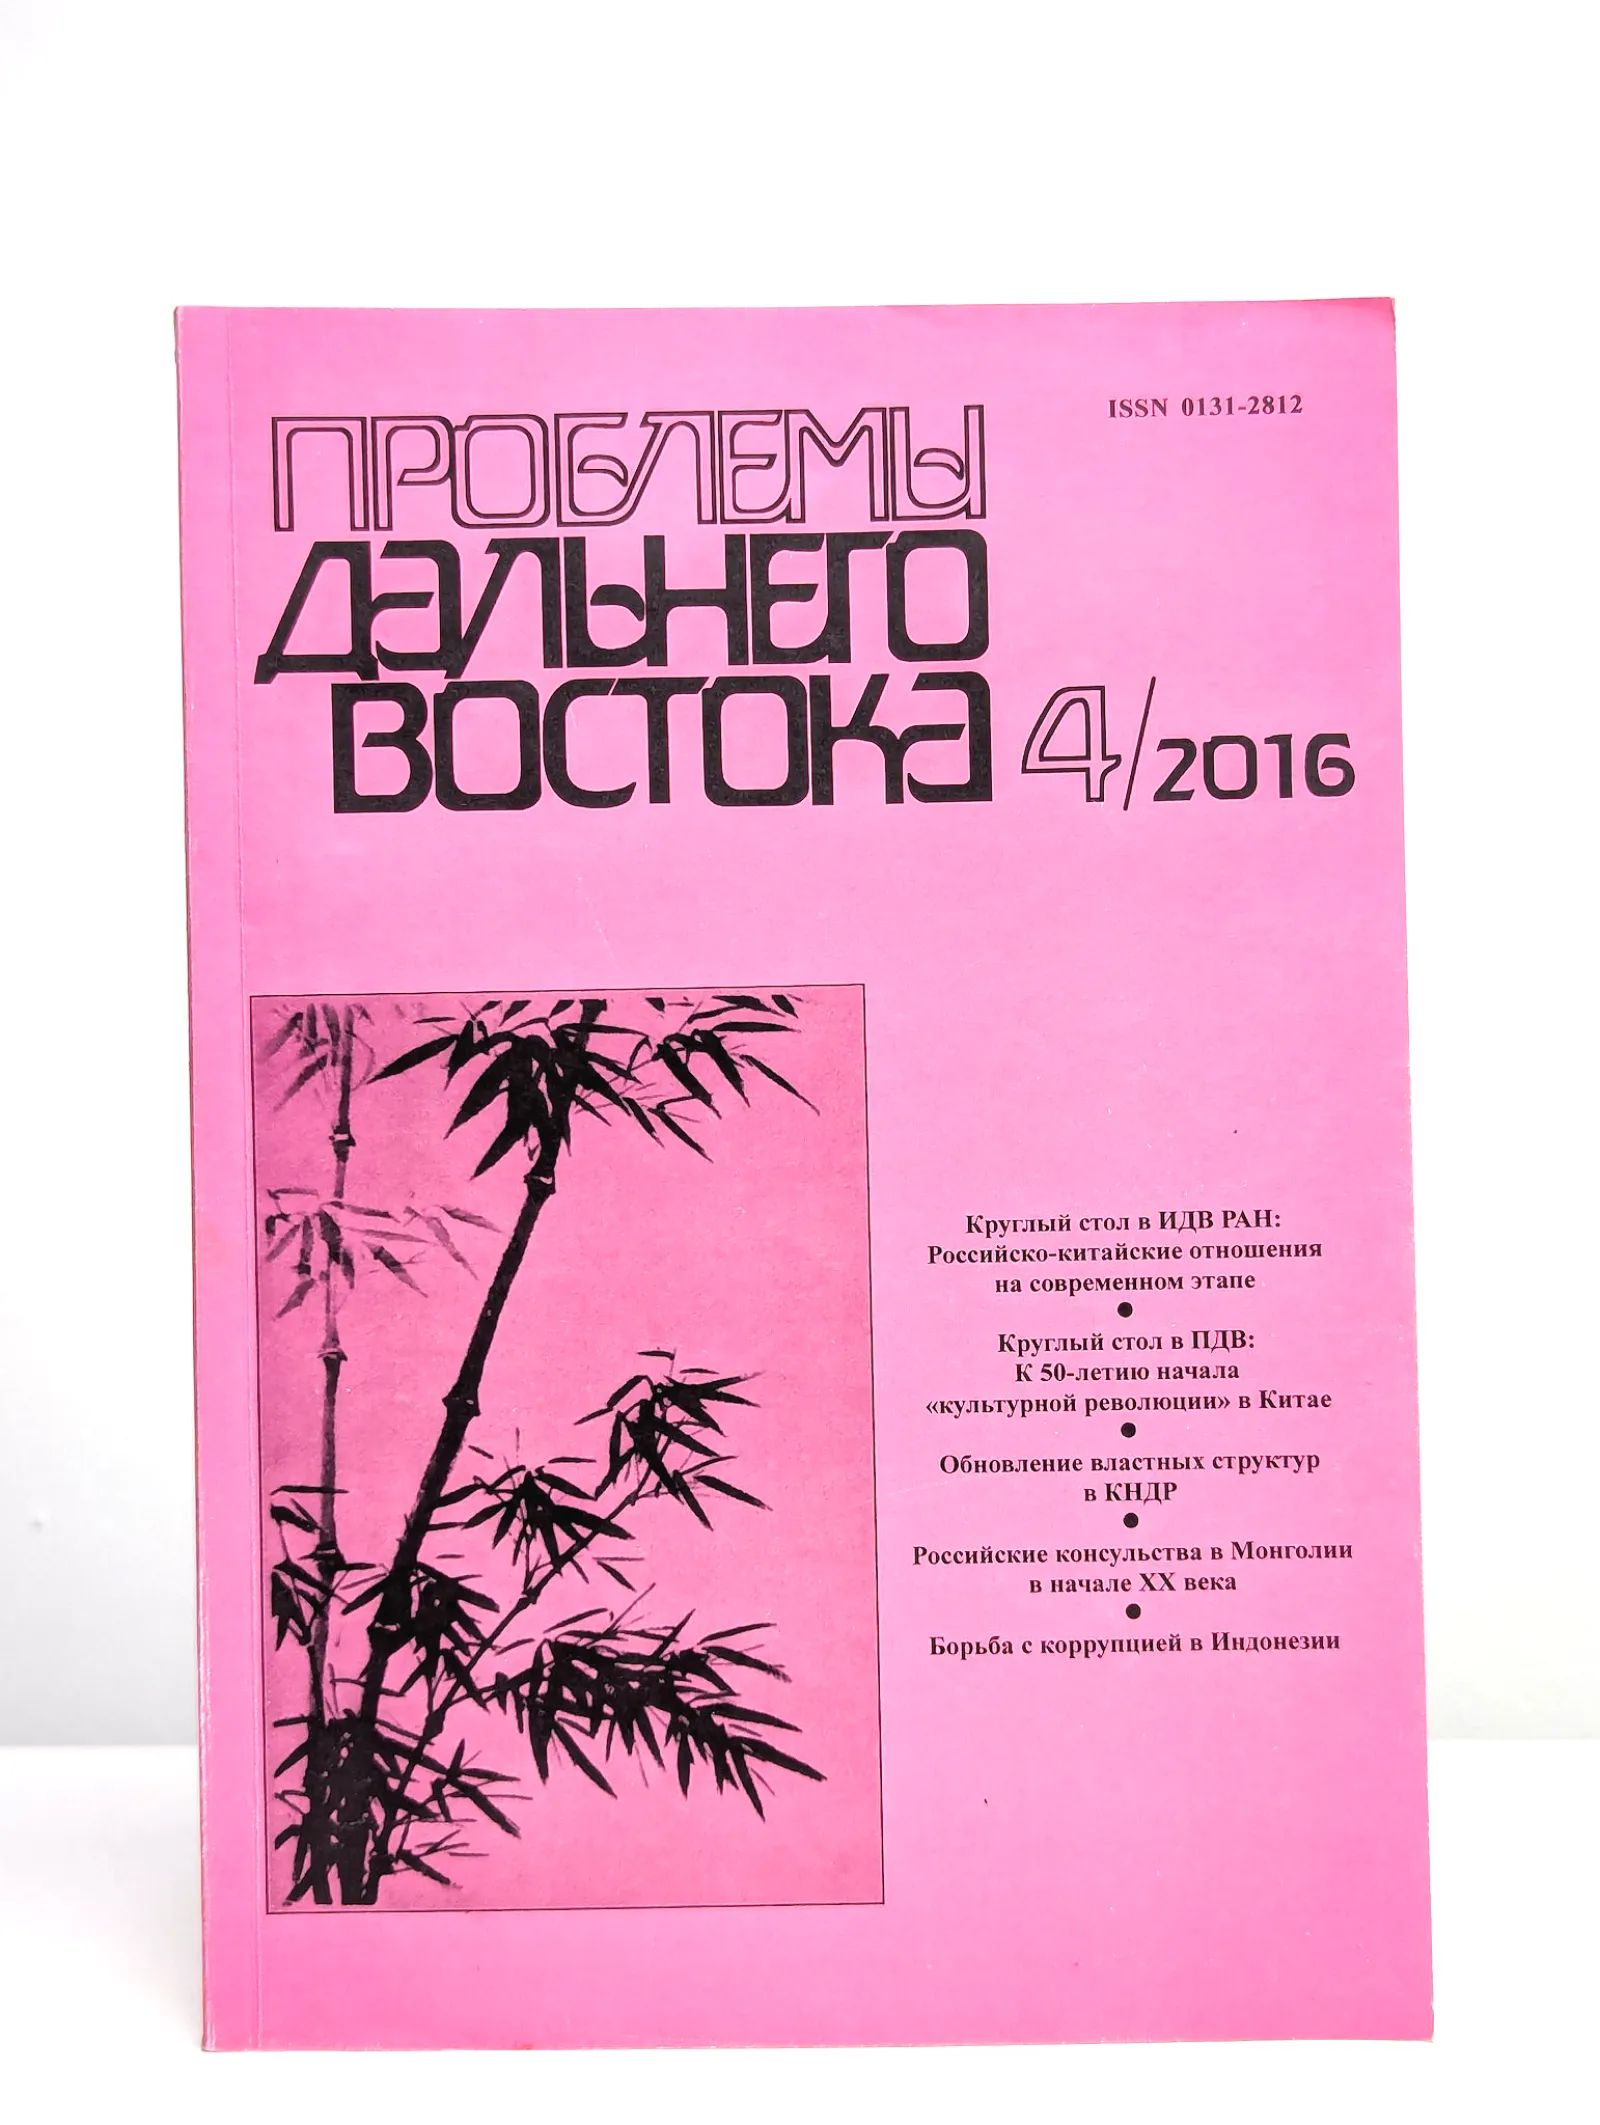 ISSN 0131-2812
ПРОБЛЕМЫ
ДАЛЬНЕГО
ВОСТОКА 4/2016
Круглый стол в ИДВ РАН:
Российско-китайские отношения
на современном этапе
●
Круглый стол в ПДВ:
К 50-летию начала
«культурной революции» в Китае
●
Обновление властных структур
в КНДР
●
Российские консульства в Монголии
в начале XX века
●
Борьба с коррупцией в Индонезии